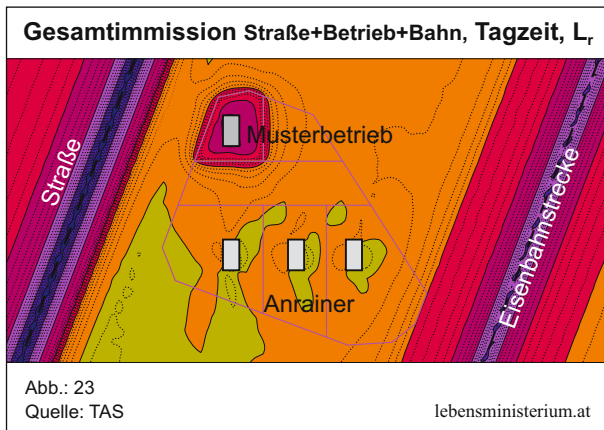 Gesamtimmission Straße+Betrieb+Bahn, Tagzeit, Lr
Straße
Musterbetrieb
Eisenbahnstrecke
Anrainer
Abb.: 23
Quelle: TAS
lebensministerium.at